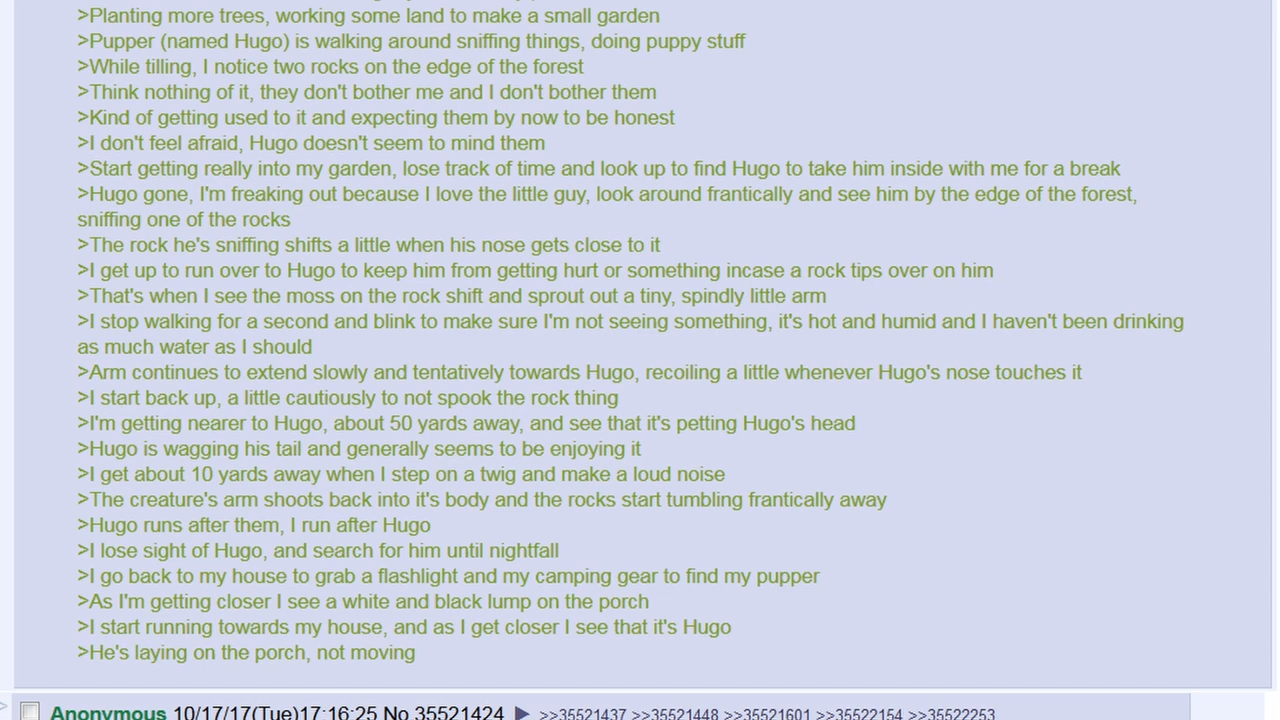 >Planting more trees, working some land to make a small garden
>Pupper (named Hugo) is walking around sniffing things, doing puppy stuff
>While tilling, I notice two rocks on the edge of the forest
>Think nothing of it, they don't bother me and I don't bother them
>Kind of getting used to it and expecting them by now to be honest
>I don't feel afraid, Hugo doesn't seem to mind them
>Start getting really into my garden, lose track of time and look up to find Hugo to take him inside with me for a break
>Hugo gone, I'm freaking out because I love the little guy, look around frantically and see him by the edge of the forest,
sniffing one of the rocks
>The rock he's sniffing shifts a little when his nose gets close to it
>I get up to run over to Hugo to keep him from getting hurt or something incase a rock tips over on him
>That's when I see the moss on the rock shift and sprout out a tiny, spindly little arm
>I stop walking for a second and blink to make sure I'm not seeing something, it's hot and humid and I haven't been drinking
as much water as I should
>Arm continues to extend slowly and tentatively towards Hugo, recoiling a little whenever Hugo's nose touches it
>I start back up, a little cautiously to not spook the rock thing
>I'm getting nearer to Hugo, about 50 yards away, and see that it's petting Hugo's head
>Hugo is wagging his tail and generally seems to be enjoying it
>I get about 10 yards away when I step on a twig and make a loud noise
>The creature's arm shoots back into it's body and the rocks start tumbling frantically away
>Hugo runs after them, I run after Hugo
>I lose sight of Hugo, and search for him until nightfall
>I go back to my house to grab a flashlight and my camping gear to find my pupper
>As I'm getting closer I see a white and black lump on the porch
>I start running towards my house, and as I get closer I see that it's Hugo
>He's laying on the porch, not moving
Anonymous 10/17/17(Tue)17:16:25 No.35521424 ▶ >>35521437 >>35521448 >>35521601 >>35522154 >>35522253